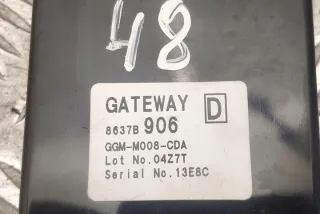 48
GATEWAY D
8637B 906
GGM-M008-CDA
Lot No.04Z7T
Serial No.13E8C